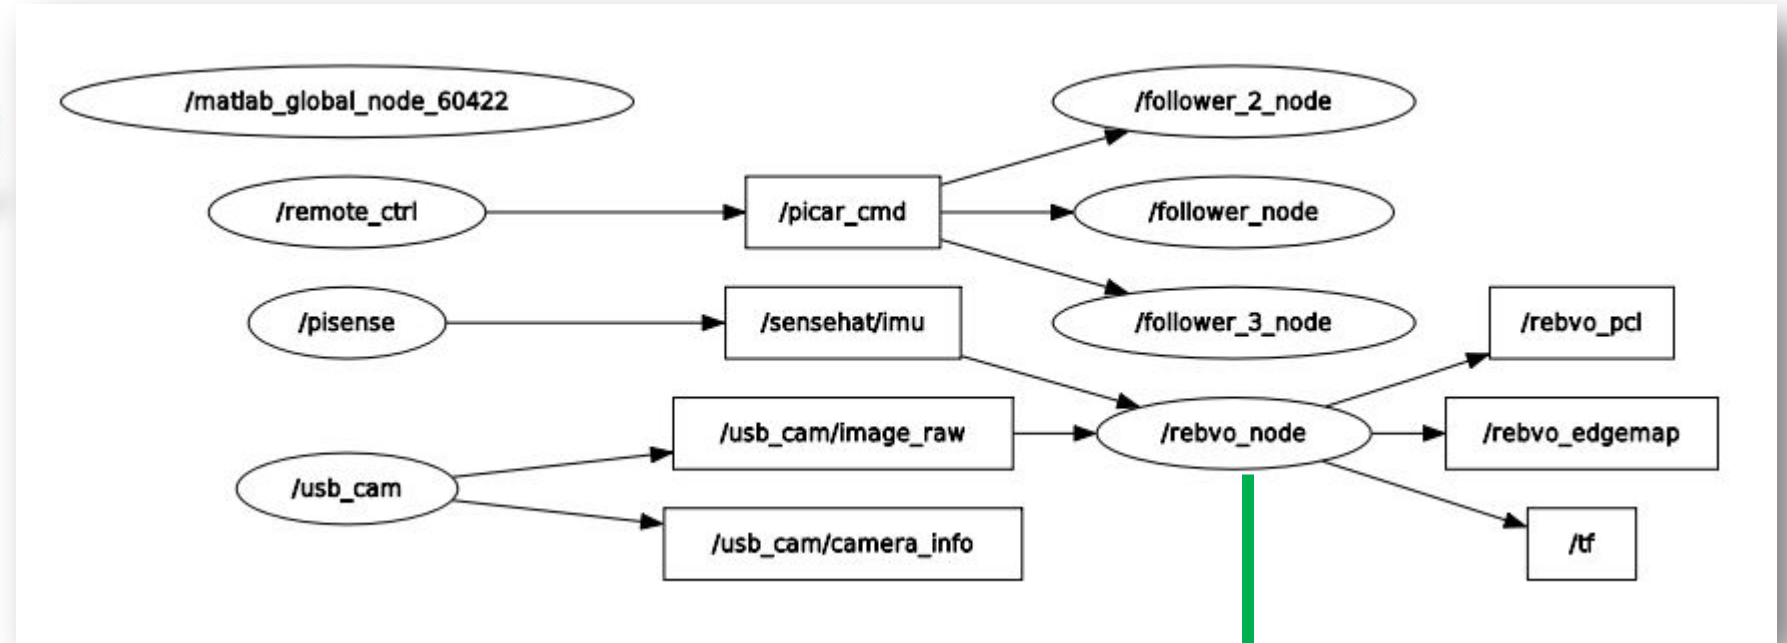 /matlab_global_node_60422
/follower_2_node
/remote_ctrl
/picar_cmd
/follower_node
/pisense
/sensehat/imu
/follower_3_node
/rebvo_pcl
/usb_cam/image_raw
/rebvo_node
/rebvo_edgemap
/usb_cam
/usb_cam/camera_info
/tf